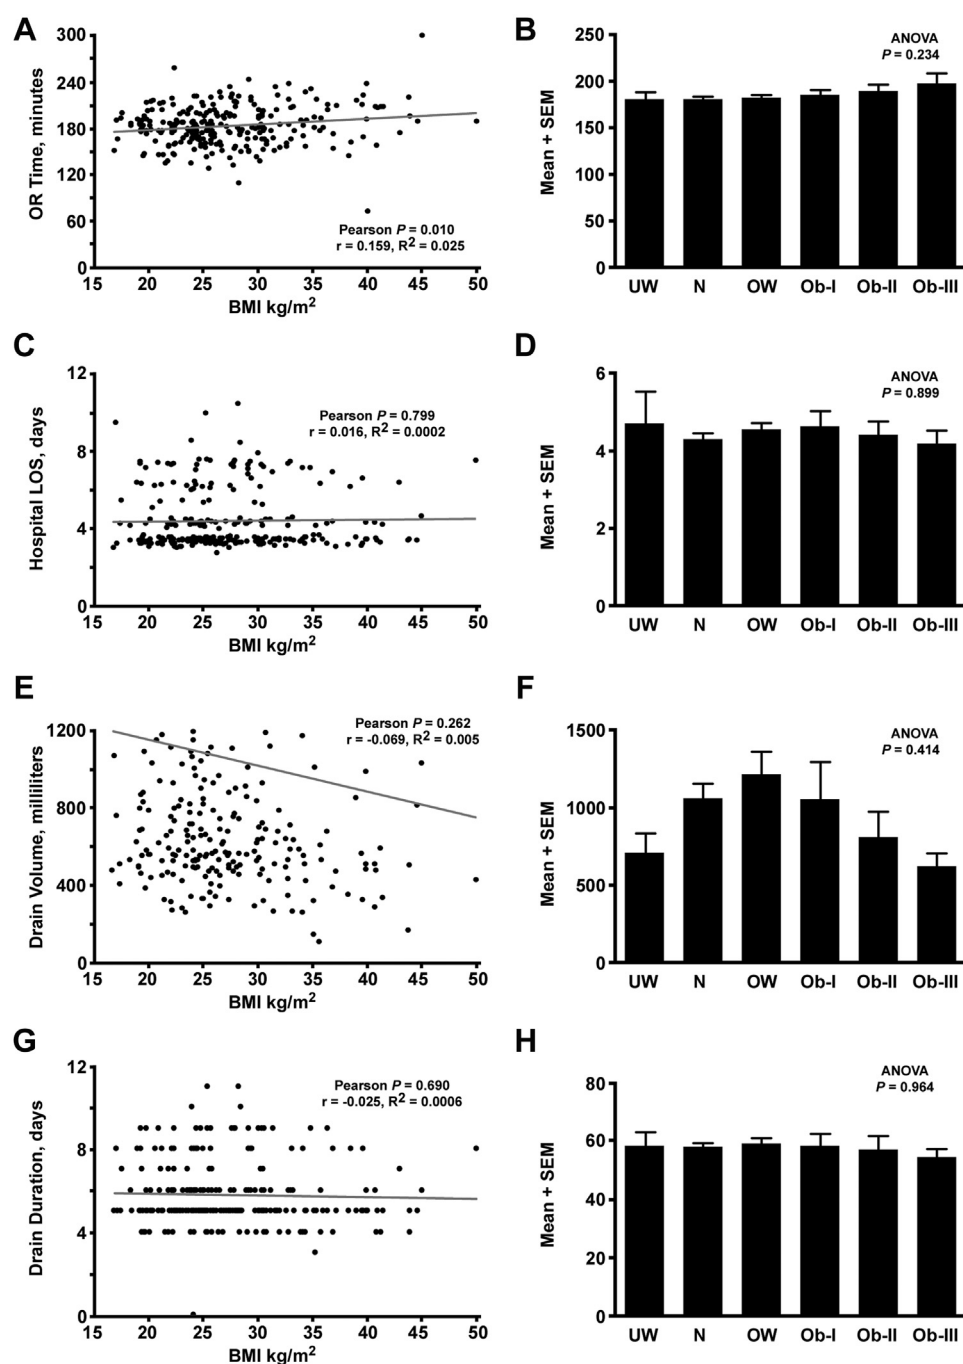 A
300
240
180
120
60
0
OR Time, minutes
Pearson P = 0.010
r = 0.159, R2 = 0.025
15 20 25 30 35 40 45 50
BMI kg/m2
B
250
200
150
100
50
0
Mean + SEM
ANOVA
P = 0.234
UW N OW Ob-I Ob-II Ob-III
C
12
8
4
0
Hospital LOS, days
Pearson P = 0.799
r = 0.016, R2 = 0.0002
15 20 25 30 35 40 45 50
BMI kg/m2
D
6
4
2
0
Mean + SEM
ANOVA
P = 0.899
UW N OW Ob-I Ob-II Ob-III
E
1200
800
400
0
Drain Volume, milliliters
Pearson P = 0.262
r = -0.069, R2 = 0.005
15 20 25 30 35 40 45 50
BMI kg/m2
F
1500
1000
500
0
Mean + SEM
ANOVA
P = 0.414
UW N OW Ob-I Ob-II Ob-III
G
12
8
4
0
Drain Duration, days
Pearson P = 0.690
r = -0.025, R2 = 0.0006
15 20 25 30 35 40 45 50
BMI kg/m2
H
80
60
40
20
0
Mean + SEM
ANOVA
P = 0.964
UW N OW Ob-I Ob-II Ob-III